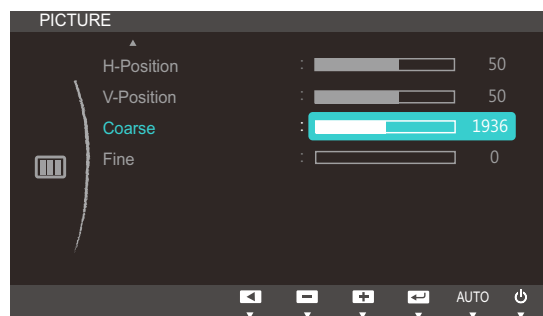 PICTURE
H-Position : 50
V-Position : 50
Coarse : 1936
Fine : 0
AUTO